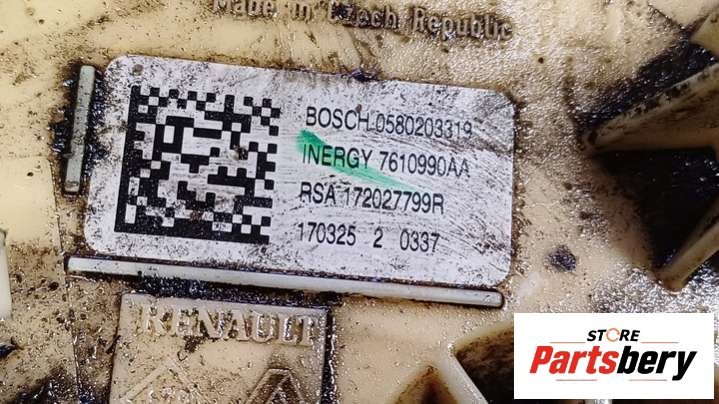 Made in Czech Republic
BOSCH 0580203319
INERGY 7610990AA
RSA 172027799R
170325 2 0337
RENAULT
STORE
Partsbery